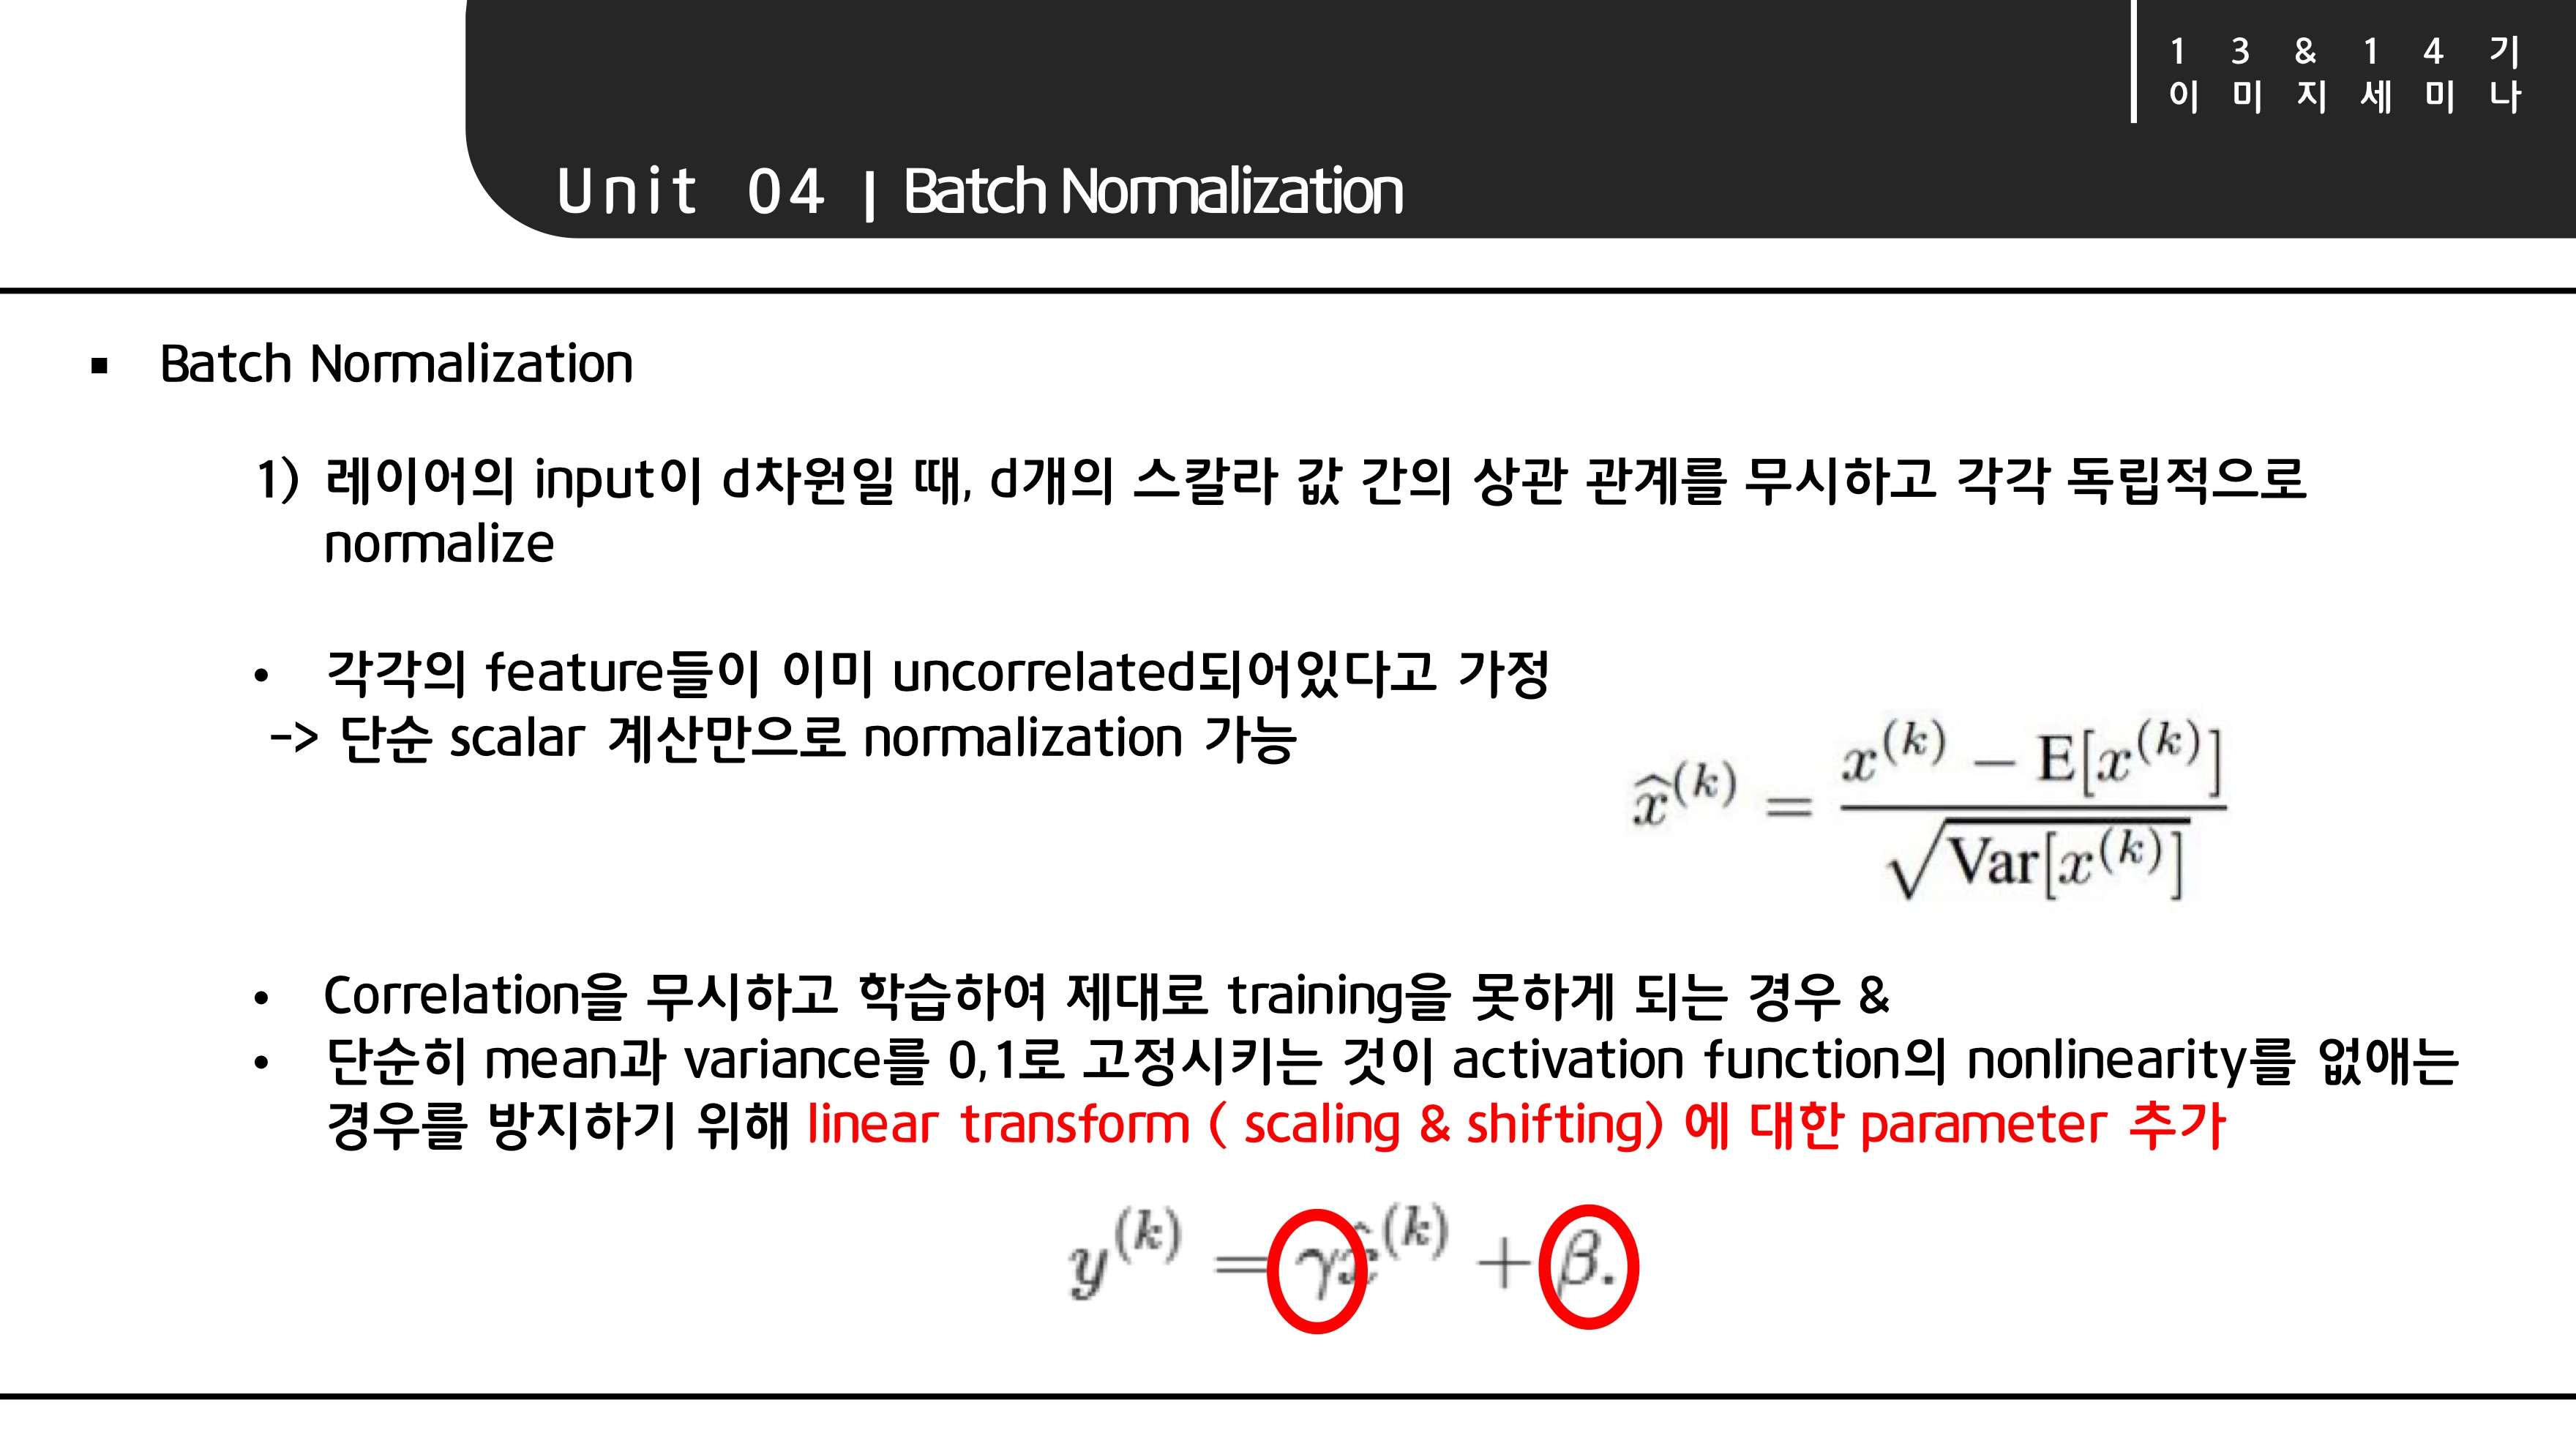 1 3 & 1 4 기
이 미 지 세 미 나
Unit 04 | Batch Normalization
▪ Batch Normalization
1) 레이어의 input이 d차원일 때, d개의 스칼라 값 간의 상관 관계를 무시하고 각각 독립적으로
normalize
• 각각의 feature들이 이미 uncorrelated되어있다고 가정
-> 단순 scalar 계산만으로 normalization 가능
x̂^(k) = (x^(k) − E[x^(k)]) / √Var[x^(k)]
• Correlation을 무시하고 학습하여 제대로 training을 못하게 되는 경우 &
• 단순히 mean과 variance를 0,1로 고정시키는 것이 activation function의 nonlinearity를 없애는
경우를 방지하기 위해 linear transform ( scaling & shifting) 에 대한 parameter 추가
y^(k) = γx̂^(k) + β.